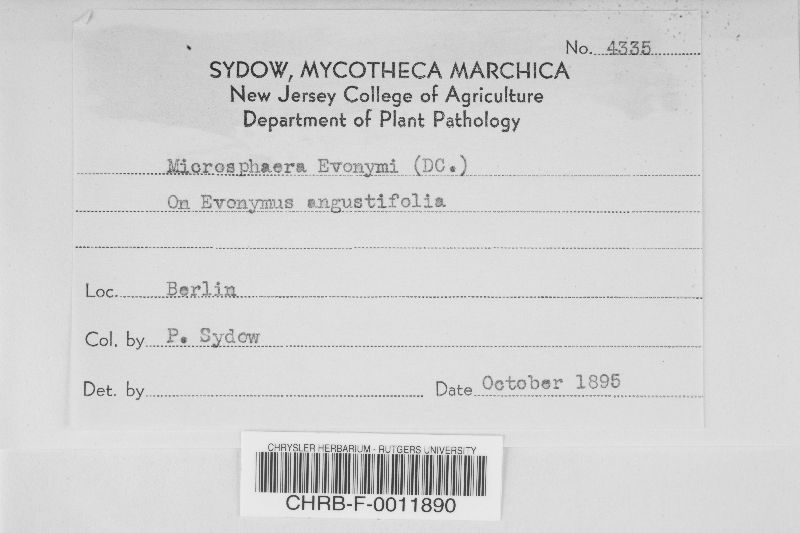 No. 4335
SYDOW, MYCOTHECA MARCHICA
New Jersey College of Agriculture
Department of Plant Pathology
Microsphaera Evonymi (DC.)
On Evonymus angustifolia
Loc. Berlin
Col. by P. Sydow
Det. by
Date October 1895
CHRYSLER HERBARIUM - RUTGERS UNIVERSITY
CHRB-F-0011890